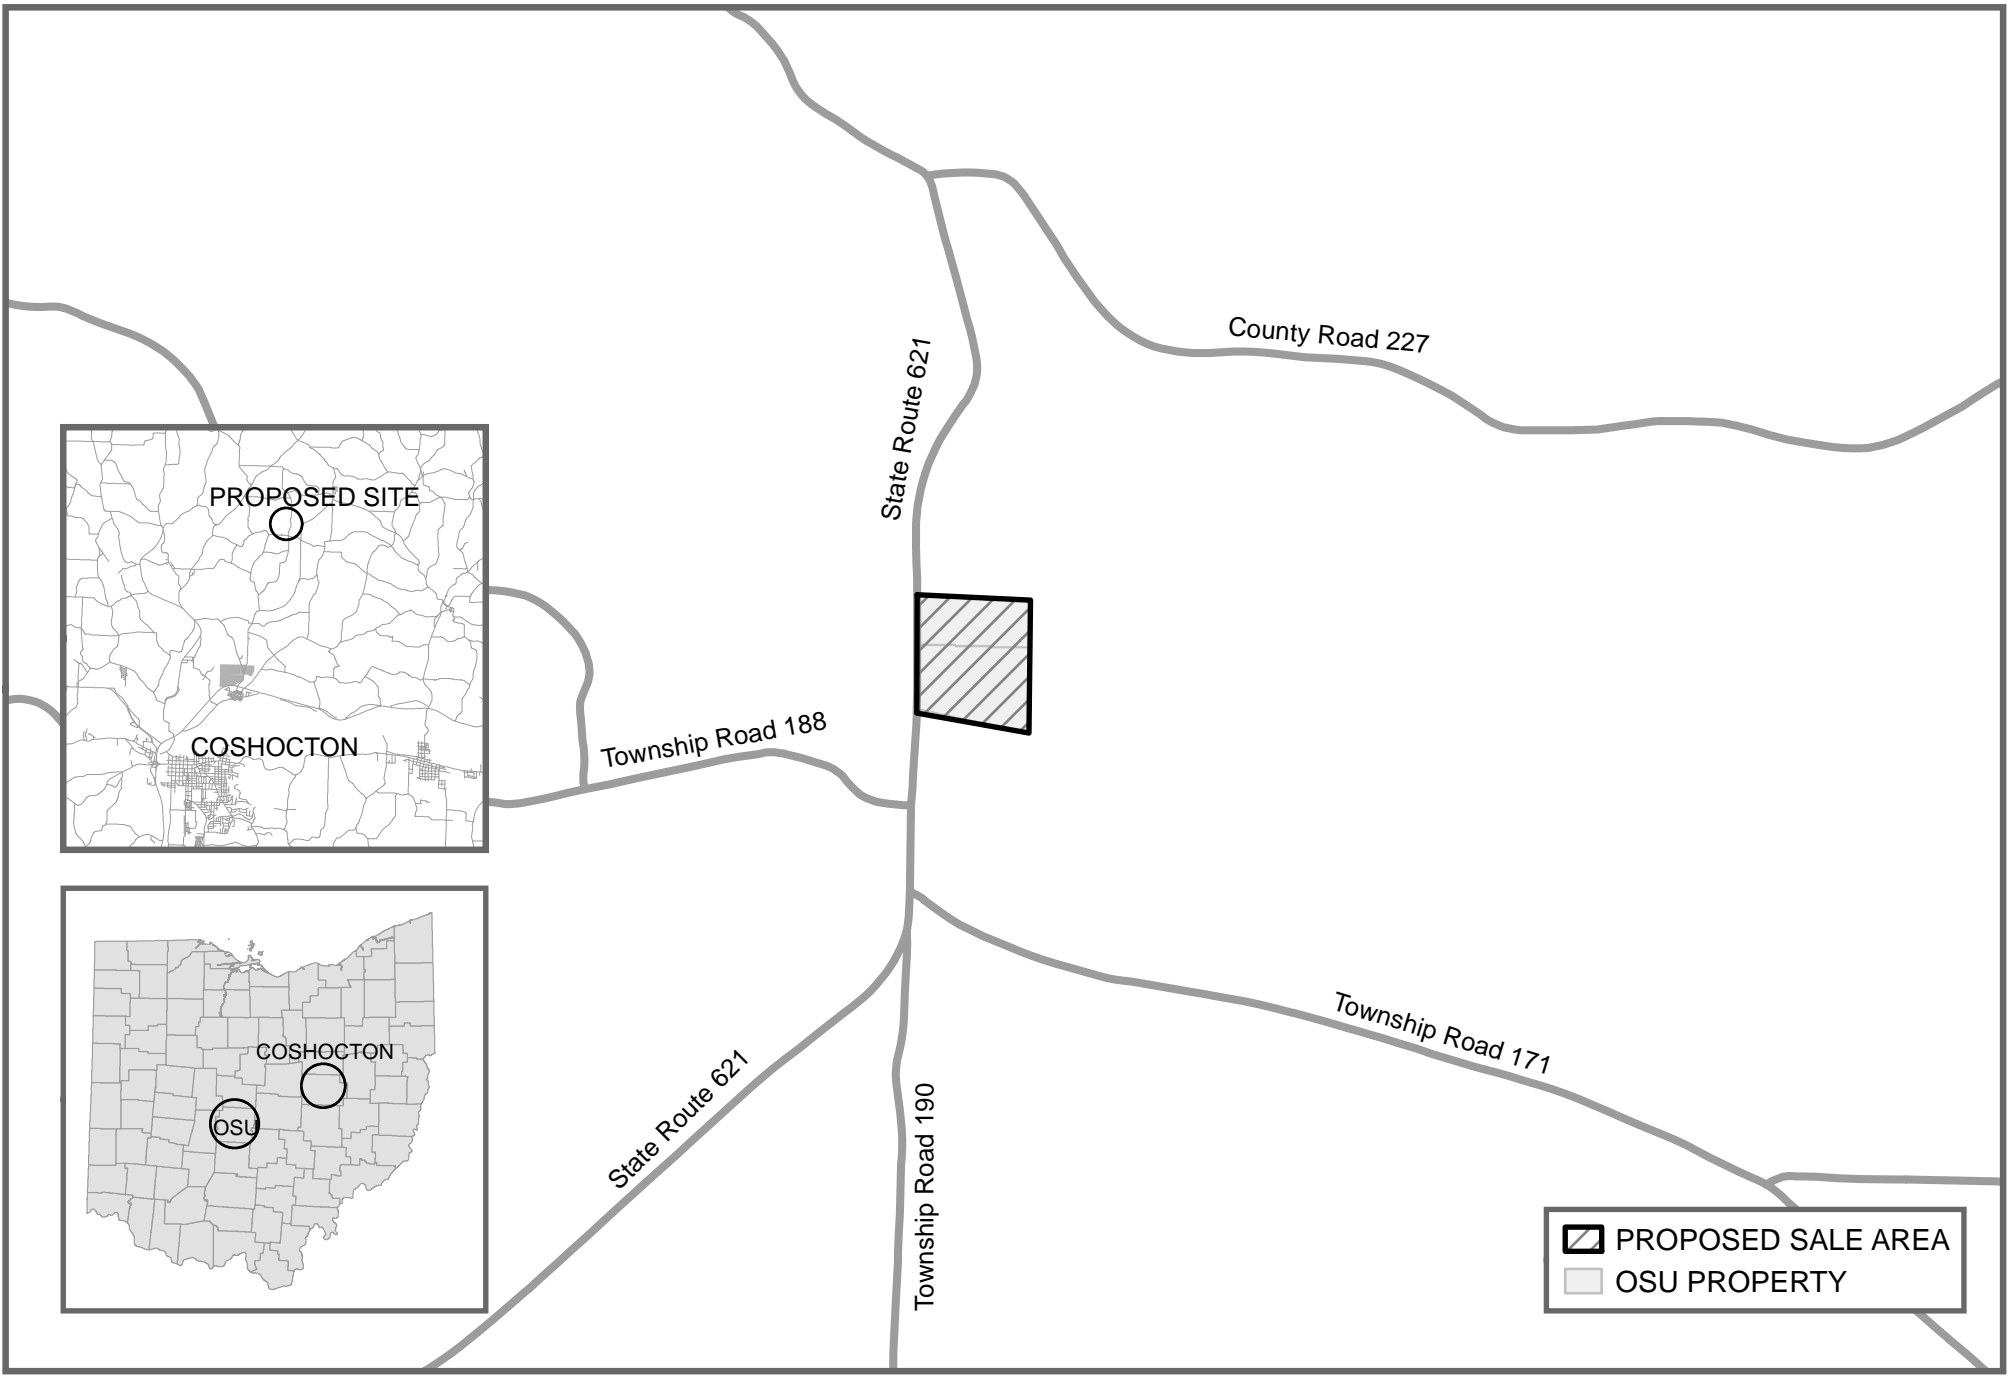 County Road 227
State Route 621
PROPOSED SITE
Township Road 188
COSHOCTON
Township Road 171
COSHOCTON
OSU
State Route 621
Township Road 190
PROPOSED SALE AREA
OSU PROPERTY